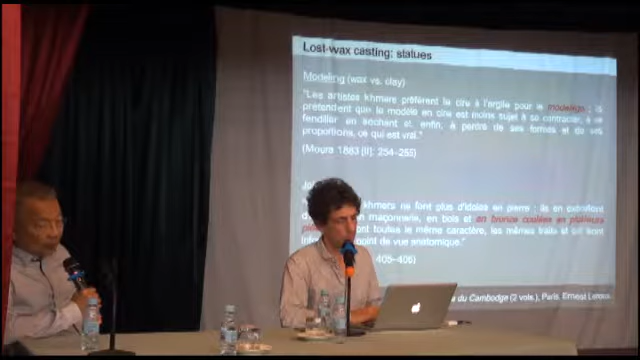 Lost-wax casting: statues
Modeling (wax vs. clay)
"Les artistes khmers préfèrent la cire à l'argile pour le modelage ; ils
prétendent que le modèle en cire est moins sujet à se contracter, à se
fendiller en séchant et, enfin, à perdre de ses formes et de ses
proportions, ce qui est vrai."
(Moura 1883 (II): 254-255)
khmers ne font plus d'idoles en pierre ; ils en
maçonnerie, en bois et en bronze coulées en plusieurs
ont toutes le même caractère, les mêmes traits et
point de vue anatomique."
405-406)
du Cambodge (2 vols.), Paris, Ernest Leroux.